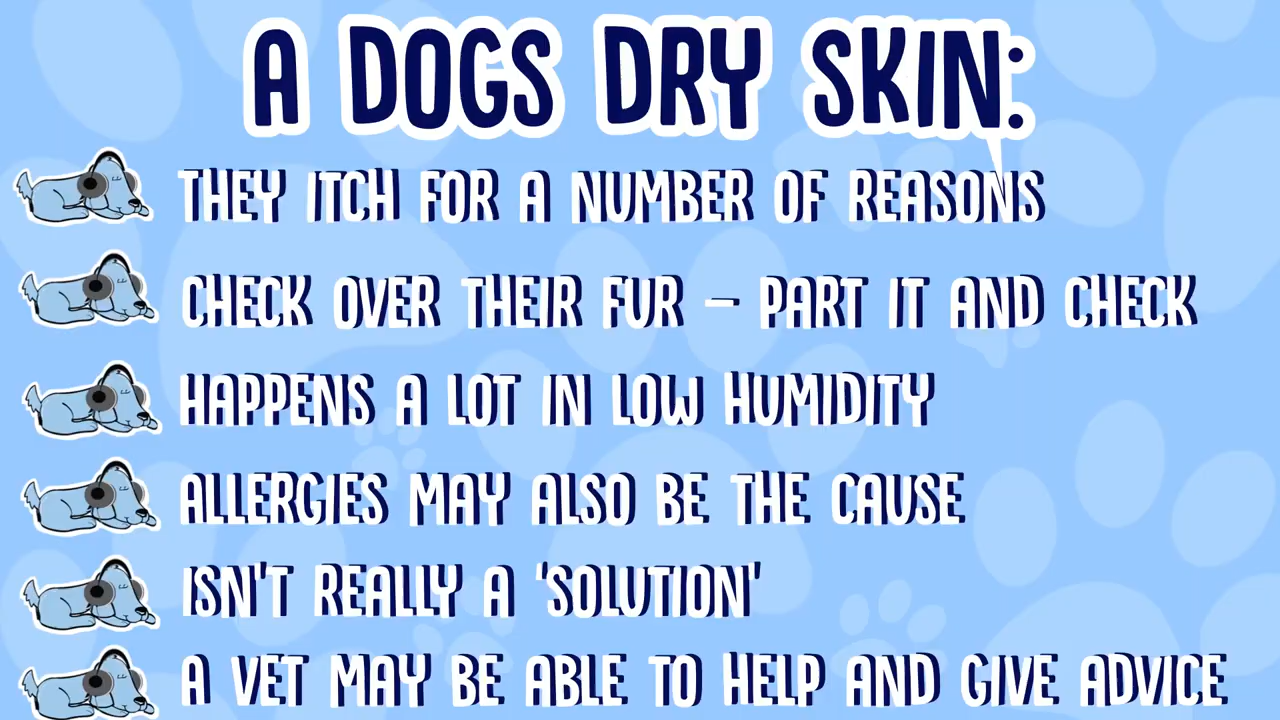 A DOGS DRY SKIN:
THEY ITCH FOR A NUMBER OF REASONS
CHECK OVER THEIR FUR – PART IT AND CHECK
HAPPENS A LOT IN LOW HUMIDITY
ALLERGIES MAY ALSO BE THE CAUSE
ISN'T REALLY A 'SOLUTION'
A VET MAY BE ABLE TO HELP AND GIVE ADVICE